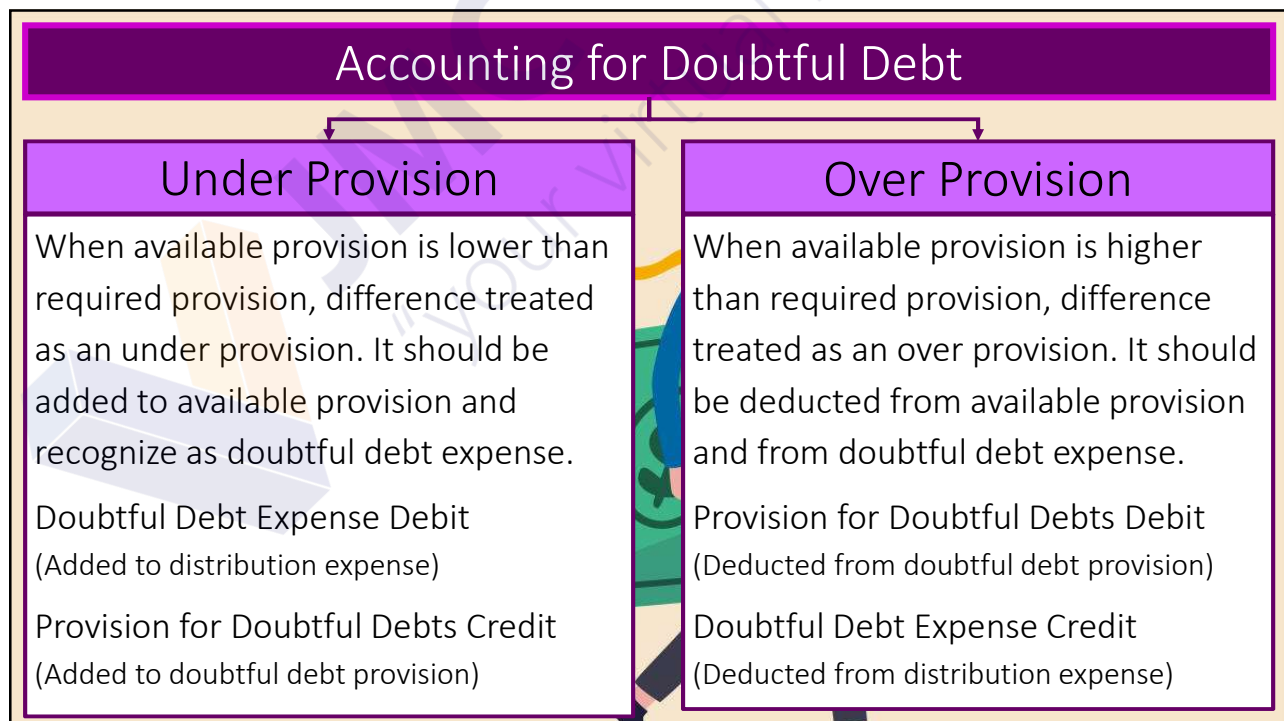 Accounting for Doubtful Debt
Under Provision
When available provision is lower than
required provision, difference treated
as an under provision. It should be
added to available provision and
recognize as doubtful debt expense.
Doubtful Debt Expense Debit
(Added to distribution expense)
Provision for Doubtful Debts Credit
(Added to doubtful debt provision)
Over Provision
When available provision is higher
than required provision, difference
treated as an over provision. It should
be deducted from available provision
and from doubtful debt expense.
Provision for Doubtful Debts Debit
(Deducted from doubtful debt provision)
Doubtful Debt Expense Credit
(Deducted from distribution expense)
JMC
"your